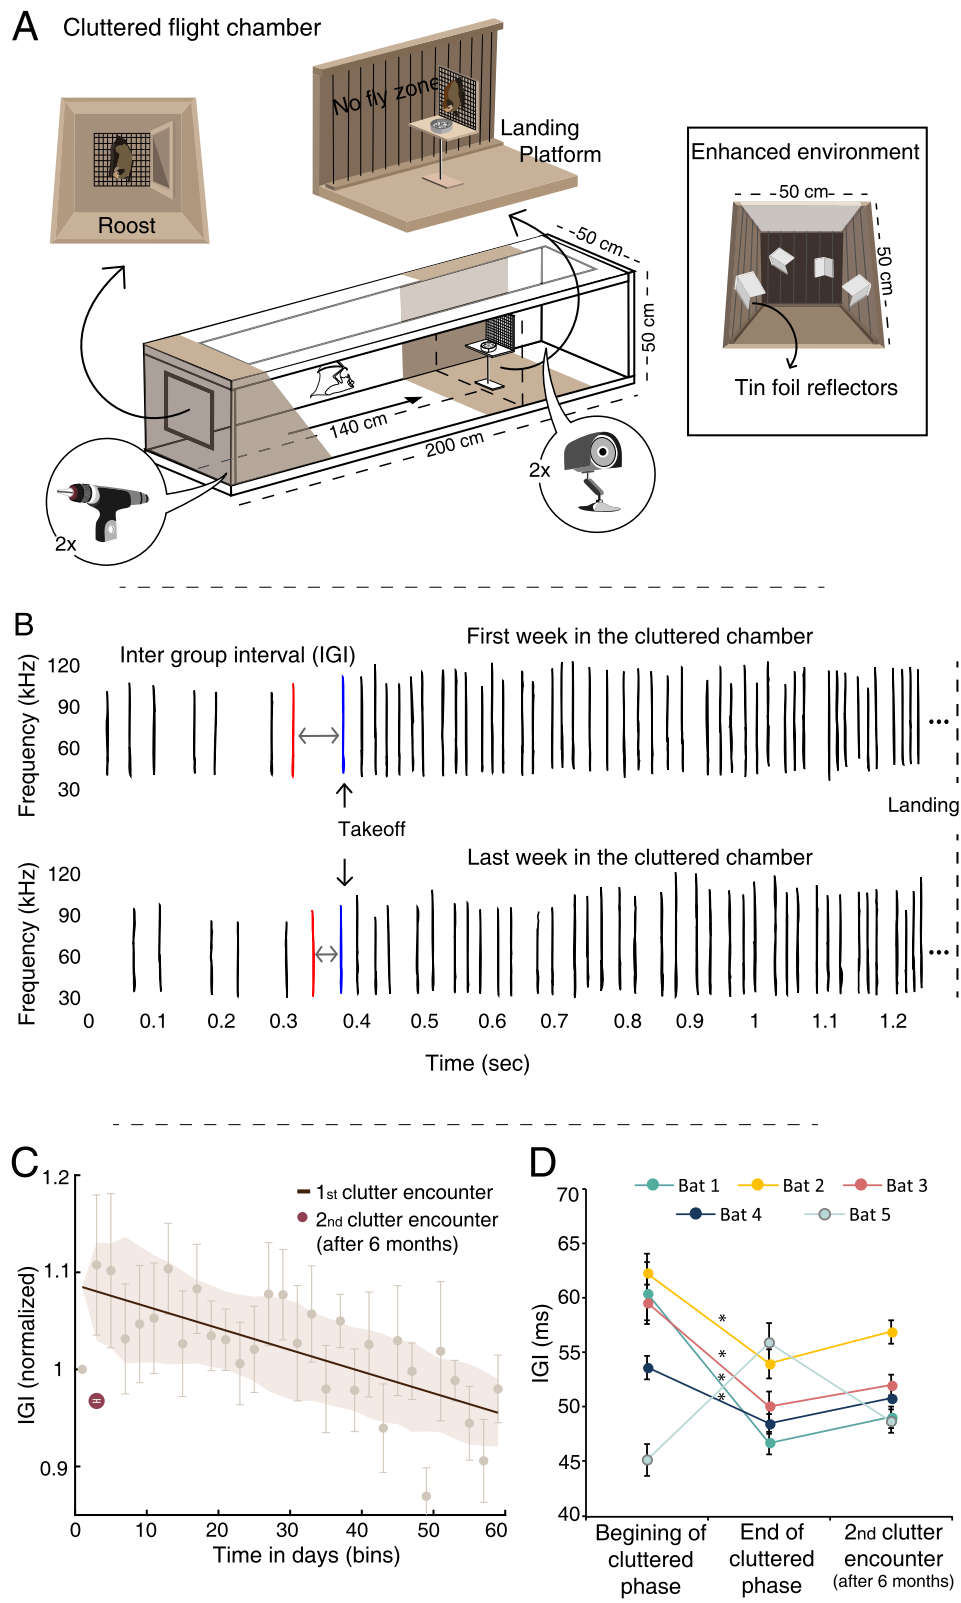 A Cluttered flight chamber
No fly zone
Landing
Platform
Roost
Enhanced environment
50 cm
50 cm
Tin foil reflectors
50 cm
50 cm
140 cm
200 cm
2x
2x
B
First week in the cluttered chamber
Inter group interval (IGI)
Frequency (kHz)
120
90
60
30
...
Landing
Takeoff
Last week in the cluttered chamber
Frequency (kHz)
120
90
60
30
...
0 0.1 0.2 0.3 0.4 0.5 0.6 0.7 0.8 0.9 1 1.1 1.2
Time (sec)
C
IGI (normalized)
1.2
1.1
1
0.9
1st clutter encounter
2nd clutter encounter
(after 6 months)
0 10 20 30 40 50 60
Time in days (bins)
D
Bat 1 Bat 2 Bat 3
Bat 4 Bat 5
IGI (ms)
70
65
60
55
50
45
40
*
*
*
*
Begining of
cluttered
phase
End of
cluttered
phase
2nd clutter
encounter
(after 6 months)